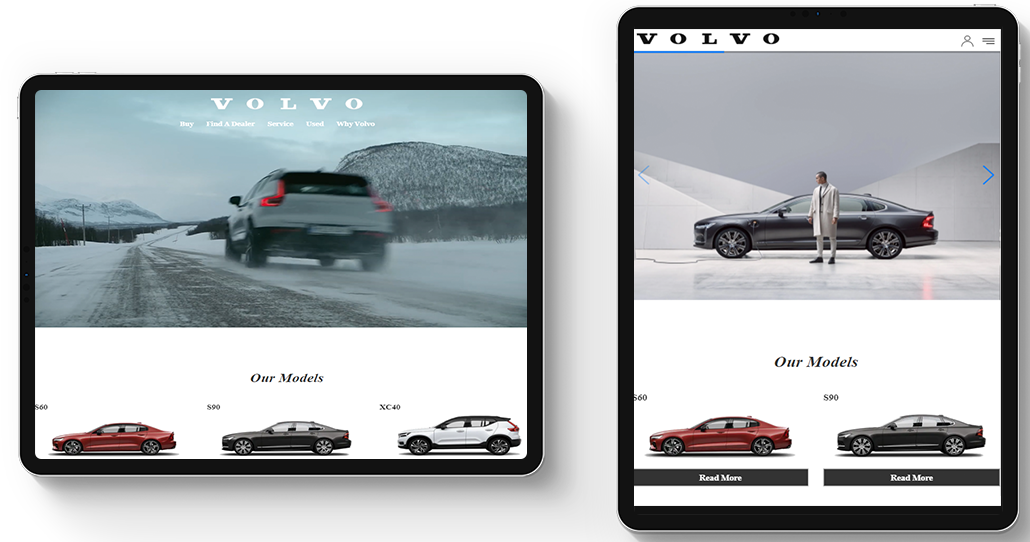 VOLVO
Buy Find A Dealer Service Used Why Volvo
Our Models
S60 S90 XC40
VOLVO
Our Models
S60 S90
Read More Read More